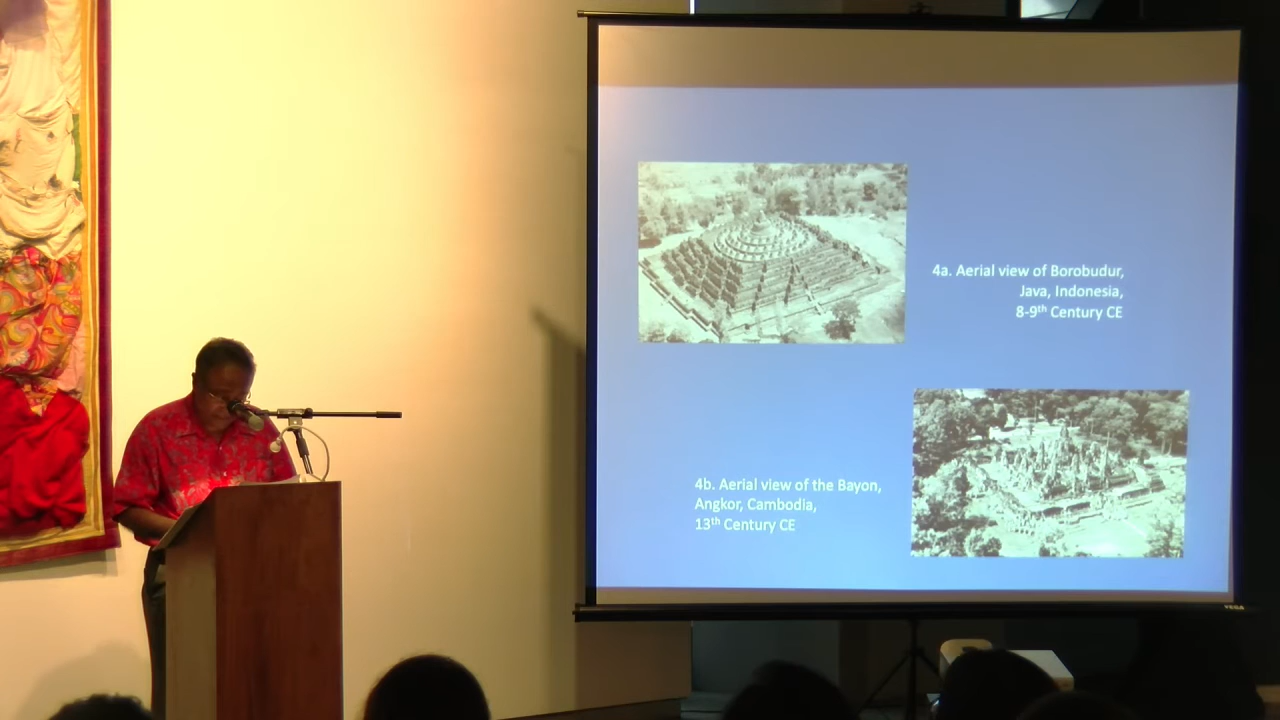 4a. Aerial view of Borobudur,
Java, Indonesia,
8-9th Century CE
4b. Aerial view of the Bayon,
Angkor, Cambodia,
13th Century CE
VEGA